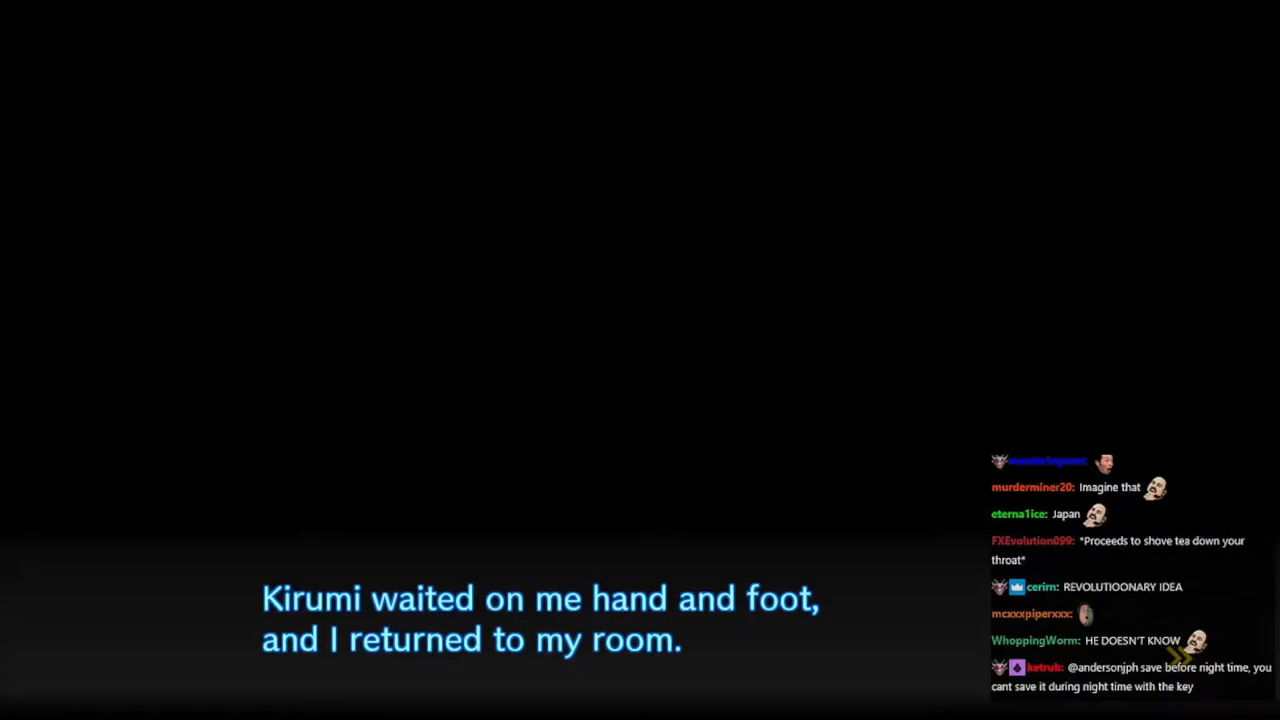 murderminer20: Imagine that
eterna1ice: Japan
FXEvolution099: *Proceeds to shove tea down your
throat*
cerim: REVOLUTIOONARY IDEA
mcxxxpiperxxx:
WhoppingWorm: HE DOESN'T KNOW
ketrub: @andersonjph save before night time, you
cant save it during night time with the key
Kirumi waited on me hand and foot,
and I returned to my room.